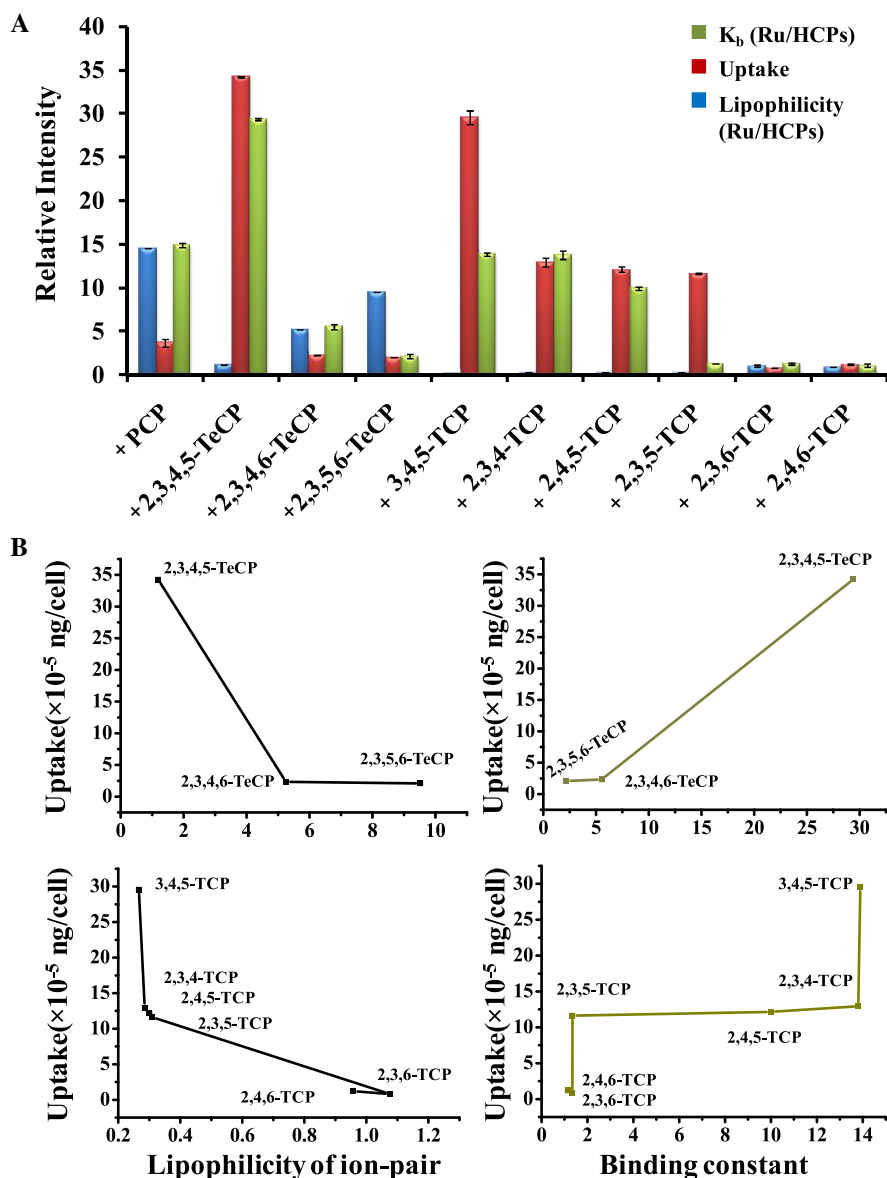 A
K_b (Ru/HCPs)
Uptake
Lipophilicity
(Ru/HCPs)
Relative Intensity
40
35
30
25
20
15
10
5
0
+ PCP
+2,3,4,5-TeCP
+2,3,4,6-TeCP
+2,3,5,6-TeCP
+ 3,4,5-TCP
+ 2,3,4-TCP
+ 2,4,5-TCP
+ 2,3,5-TCP
+ 2,3,6-TCP
+ 2,4,6-TCP
B
Uptake(×10⁻⁵ ng/cell)
35
30
25
20
15
10
5
0
2,3,4,5-TeCP
2,3,4,6-TeCP
2,3,5,6-TeCP
0 2 4 6 8 10
Uptake(×10⁻⁵ ng/cell)
35
30
25
20
15
10
5
0
2,3,4,5-TeCP
2,3,5,6-TeCP
2,3,4,6-TeCP
0 5 10 15 20 25 30
Uptake(×10⁻⁵ ng/cell)
30
25
20
15
10
5
0
3,4,5-TCP
2,3,4-TCP
2,4,5-TCP
2,3,5-TCP
2,3,6-TCP
2,4,6-TCP
0.2 0.4 0.6 0.8 1.0 1.2
Lipophilicity of ion-pair
Uptake(×10⁻⁵ ng/cell)
30
25
20
15
10
5
0
3,4,5-TCP
2,3,5-TCP
2,3,4-TCP
2,4,5-TCP
2,4,6-TCP
2,3,6-TCP
0 2 4 6 8 10 12 14
Binding constant